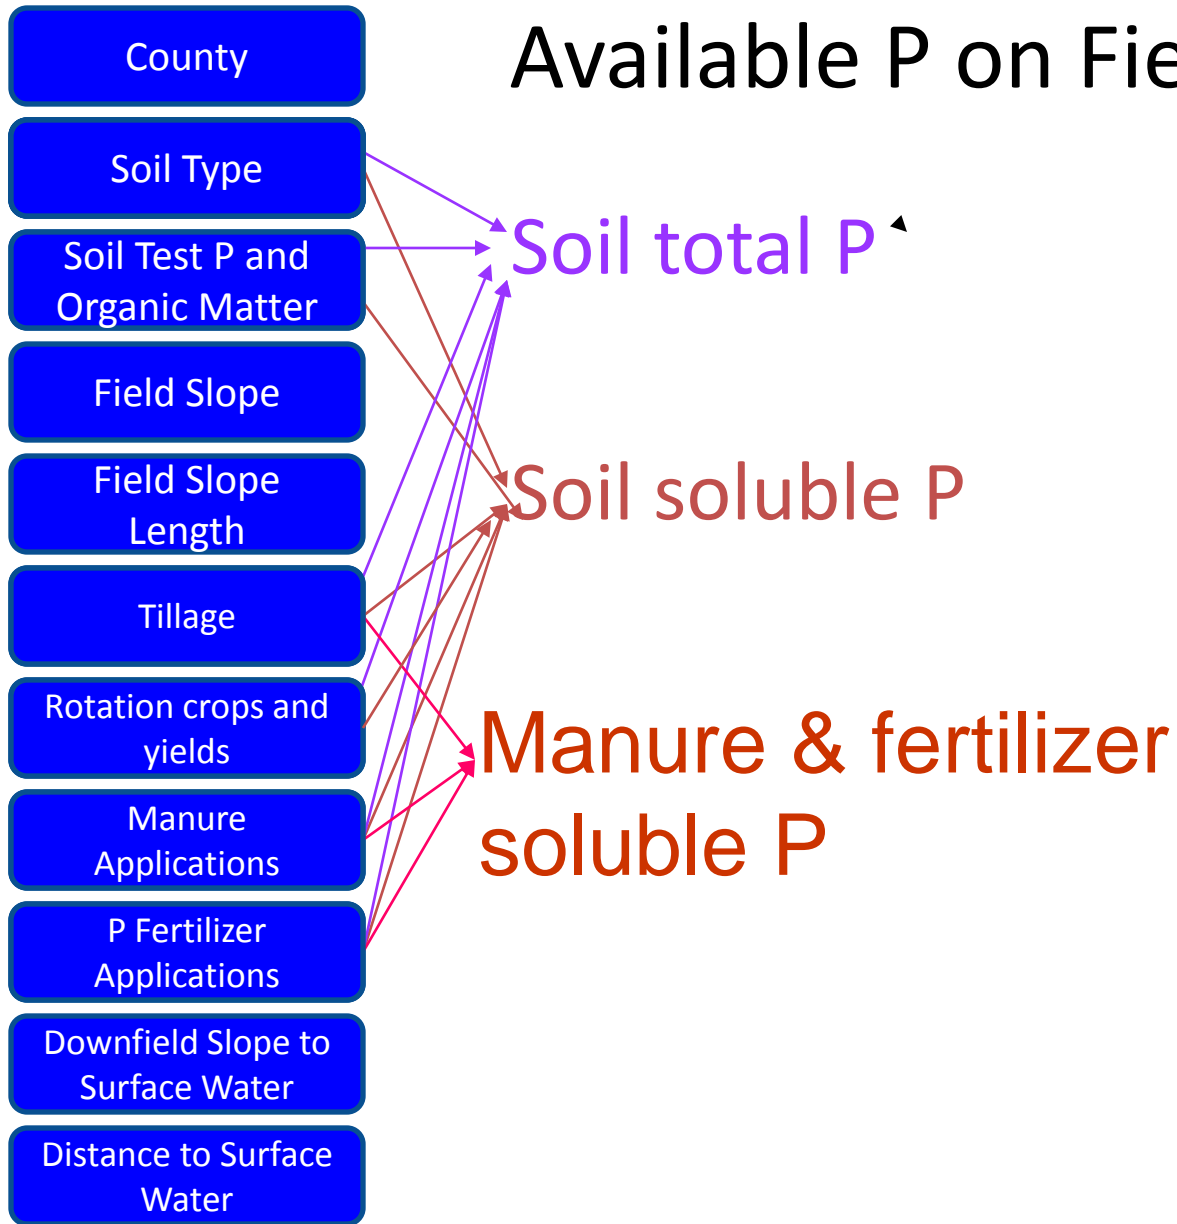 County
Available P on Fie
Soil Type
Soil total P
Soil Test P and
Organic Matter
Field Slope
Field Slope
Length
Soil soluble P
Tillage
Rotation crops and
yields
Manure & fertilizer
soluble P
Manure
Applications
P Fertilizer
Applications
Downfield Slope to
Surface Water
Distance to Surface
Water